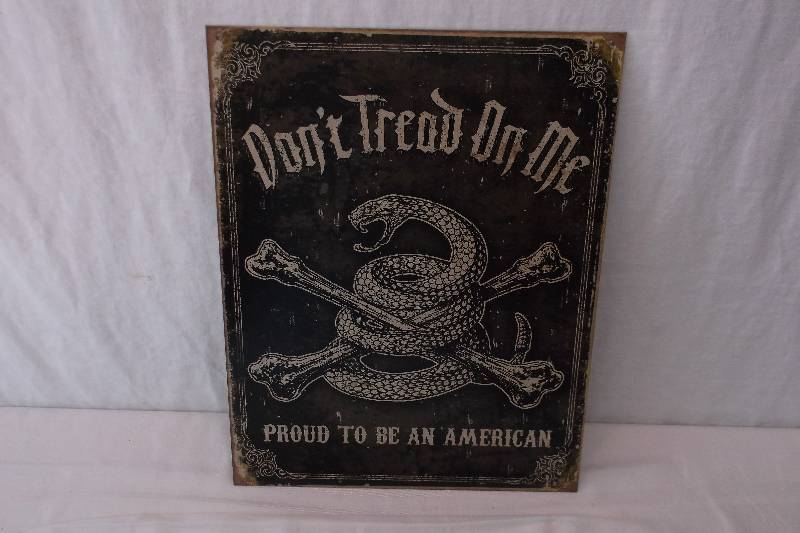 Don't Tread On Me
PROUD TO BE AN AMERICAN